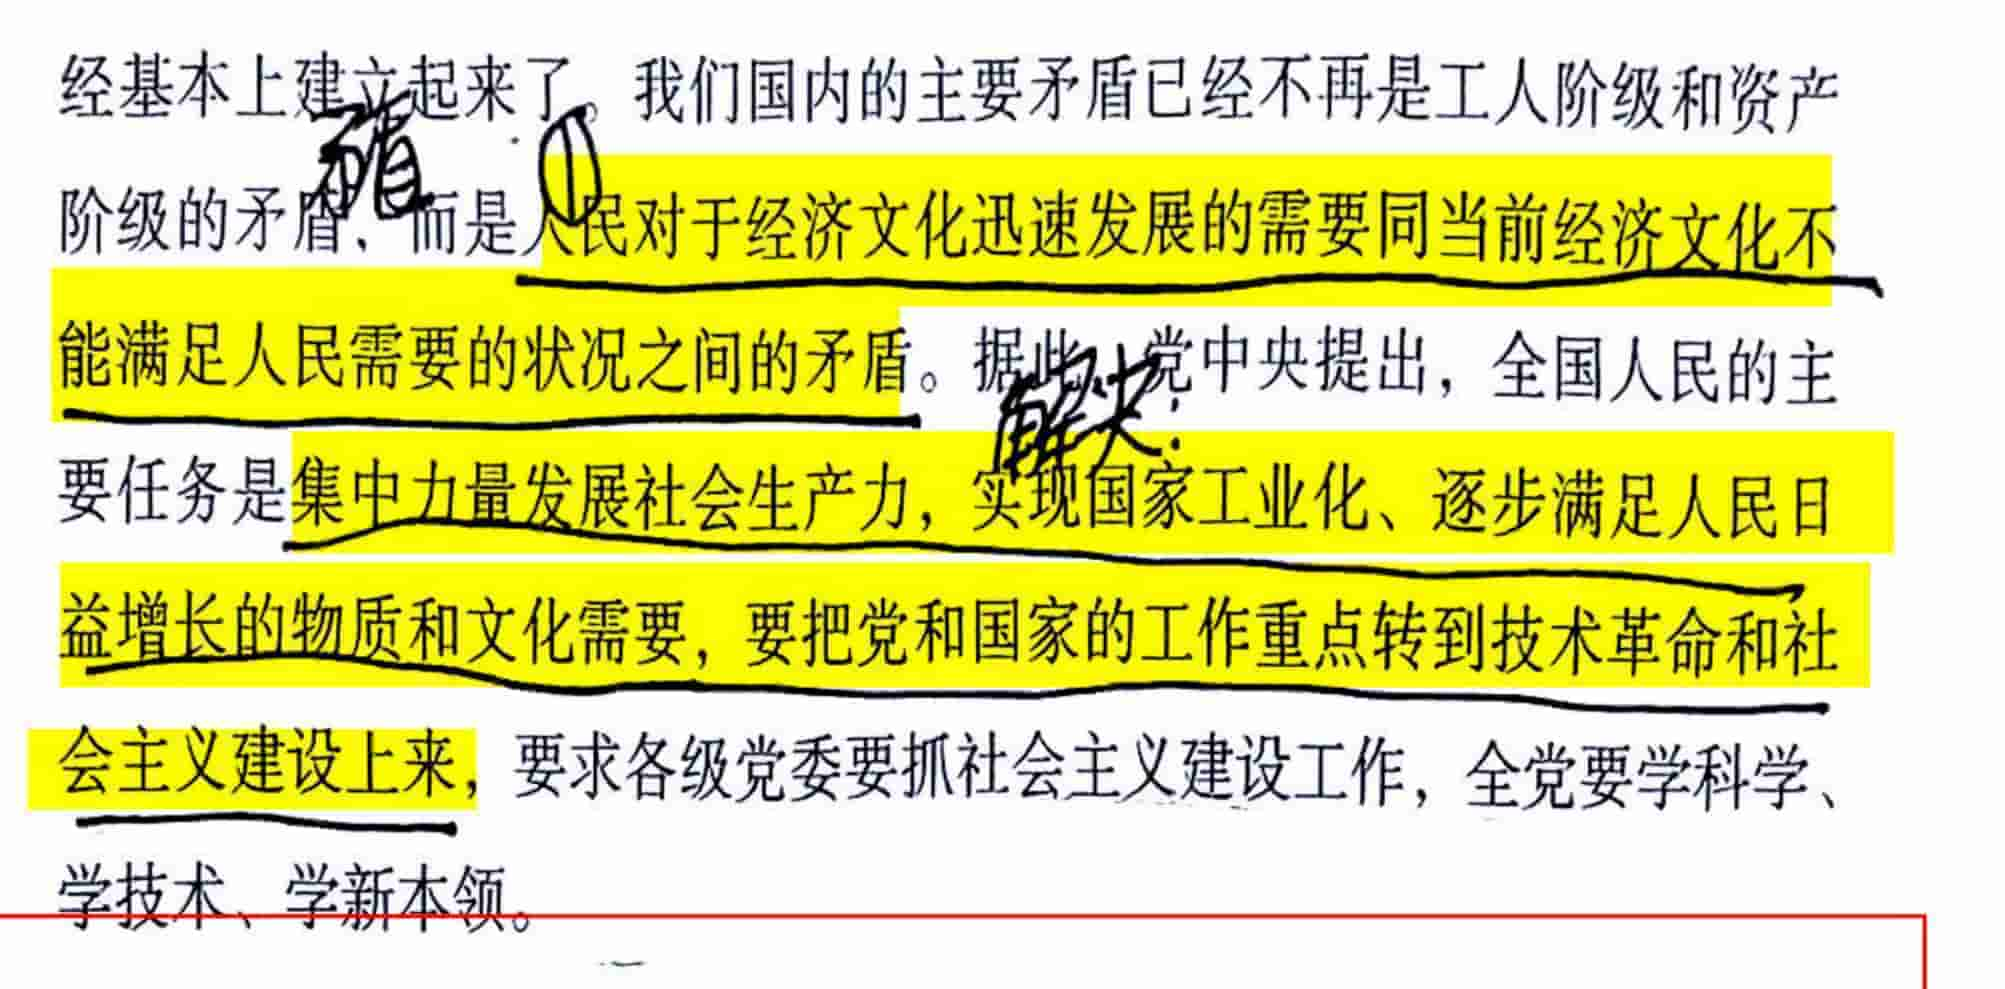 经基本上建立起来了。我们国内的主要矛盾已经不再是工人阶级和资产
矛盾 ①
阶级的矛盾，而是人民对于经济文化迅速发展的需要同当前经济文化不
能满足人民需要的状况之间的矛盾。据此，党中央提出，全国人民的主
解决：
要任务是集中力量发展社会生产力，实现国家工业化、逐步满足人民日
益增长的物质和文化需要，要把党和国家的工作重点转到技术革命和社
会主义建设上来，要求各级党委要抓社会主义建设工作，全党要学科学、
学技术、学新本领。